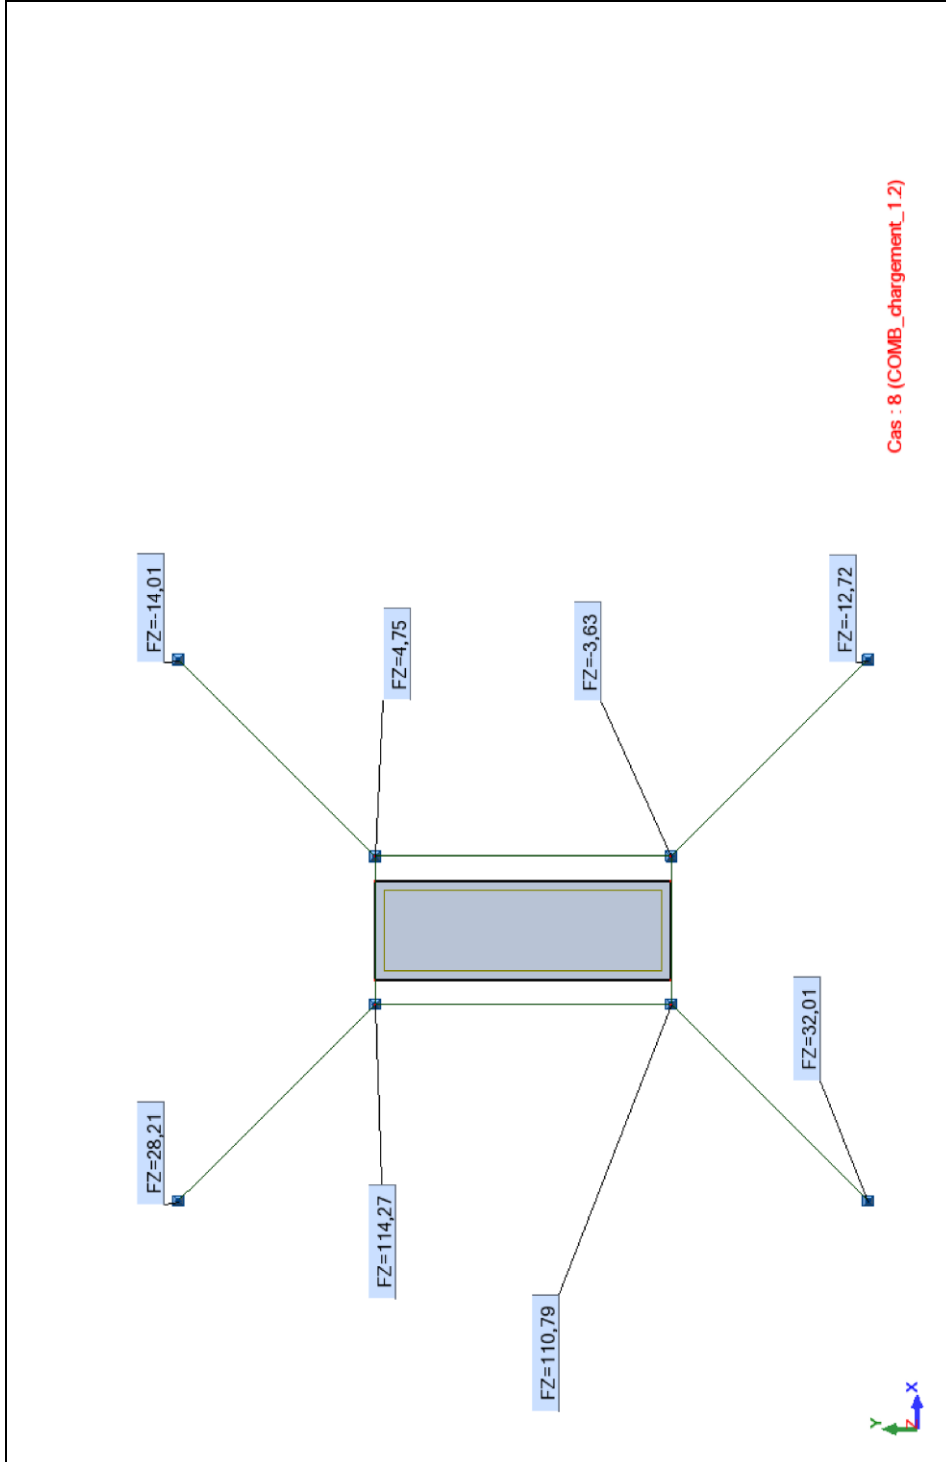 FZ=28,21
FZ=-14,01
FZ=114,27
FZ=4,75
FZ=110,79
FZ=-3,63
FZ=32,01
FZ=-12,72
Cas : 8 (COMB_chargement_1.2)
Y
Z
X